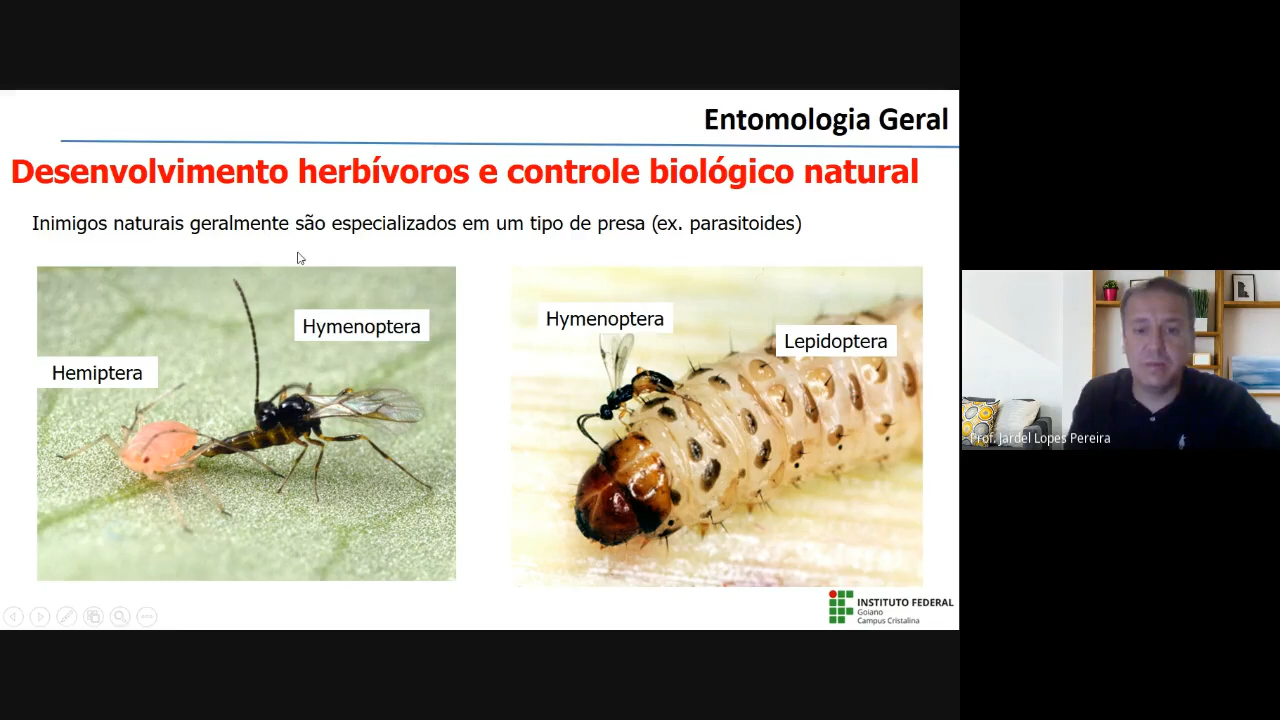 Entomologia Geral
Desenvolvimento herbívoros e controle biológico natural
Inimigos naturais geralmente são especializados em um tipo de presa (ex. parasitoides)
Hymenoptera
Hemiptera
Hymenoptera
Lepidoptera
INSTITUTO FEDERAL
Goiano
Campus Cristalina
Prof. Jardel Lopes Pereira